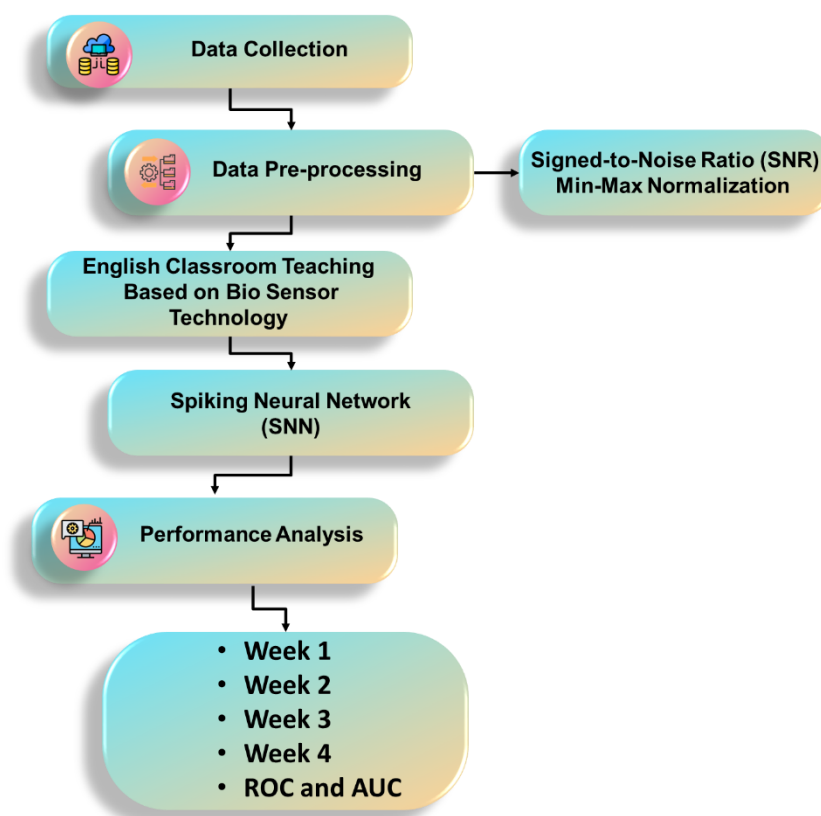 Data Collection
Data Pre-processing
Signed-to-Noise Ratio (SNR)
Min-Max Normalization
English Classroom Teaching
Based on Bio Sensor
Technology
Spiking Neural Network
(SNN)
Performance Analysis
• Week 1
• Week 2
• Week 3
• Week 4
• ROC and AUC